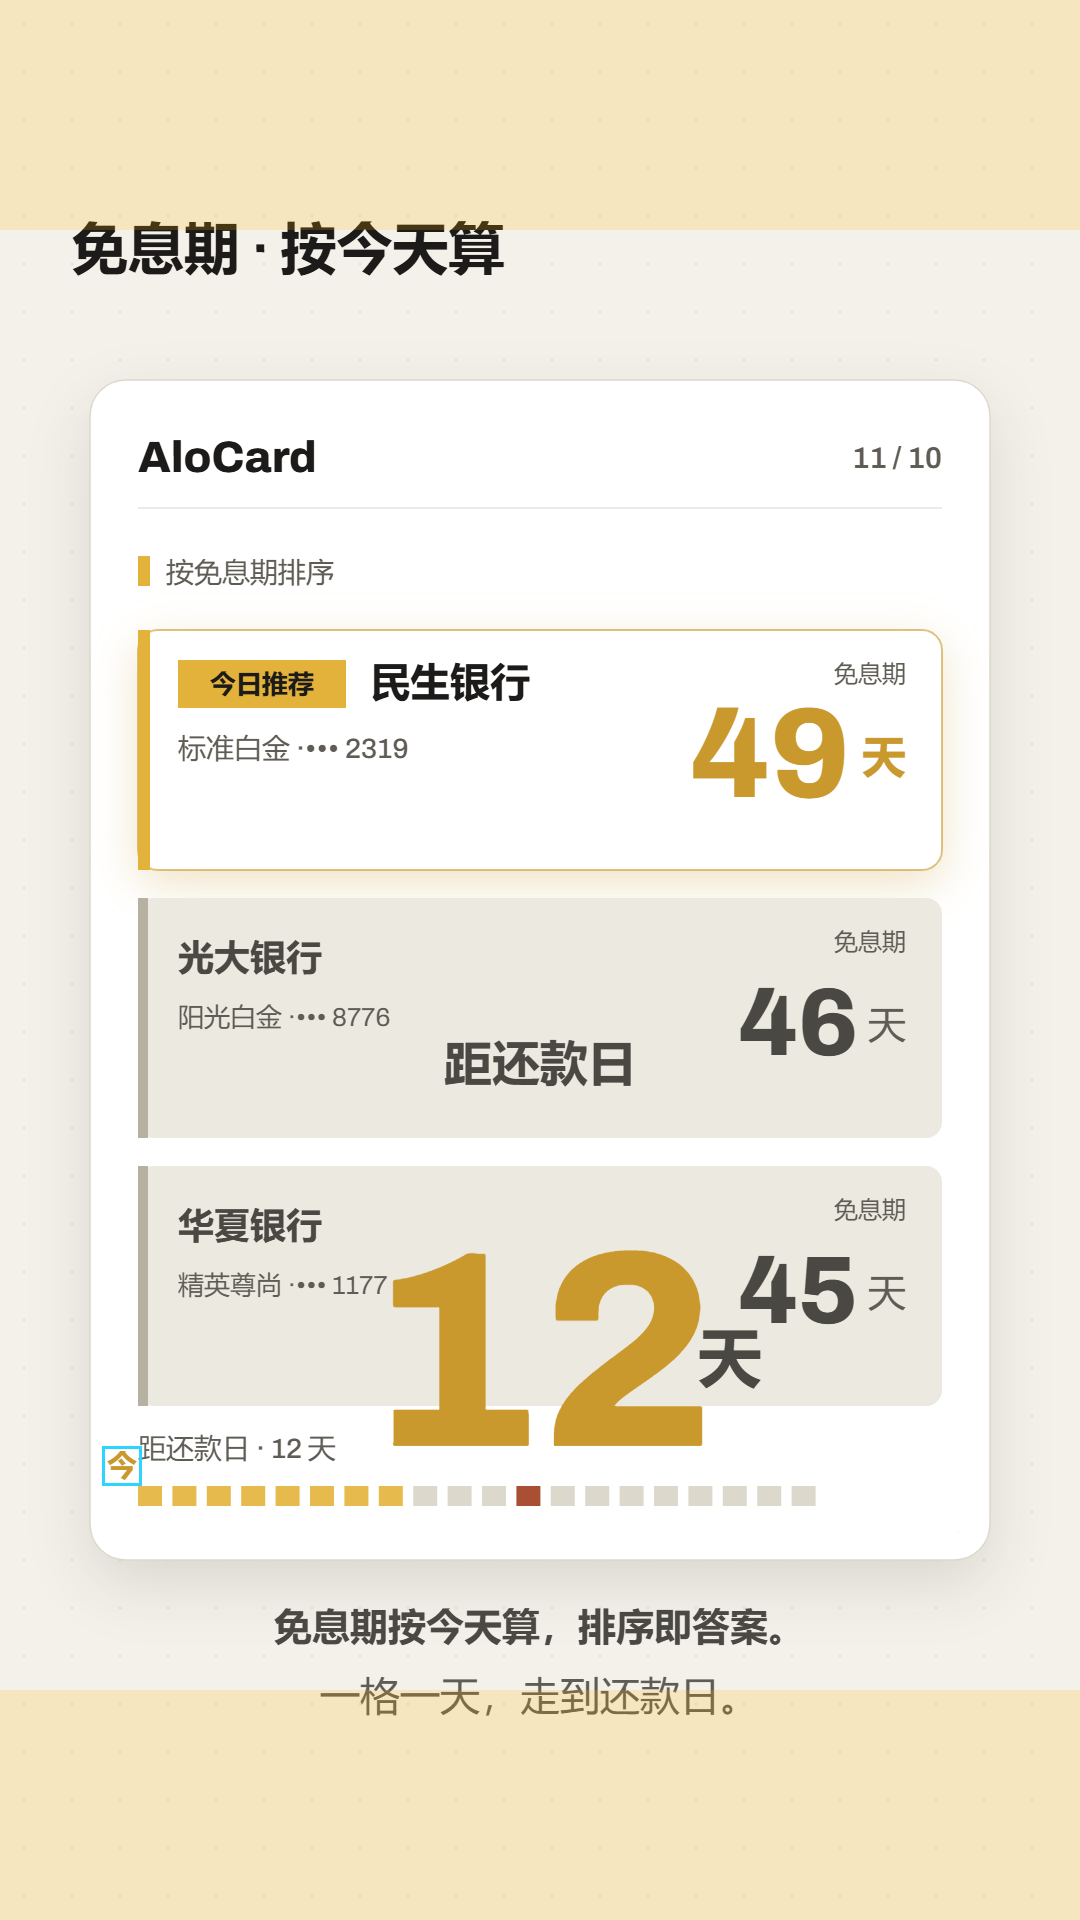 免息期 · 按今天算
AloCard
11 / 10
按免息期排序
今日推荐
民生银行
免息期
标准白金 ·••• 2319
49 天
光大银行
免息期
阳光白金 ·••• 8776
46 天
距还款日
华夏银行
免息期
精英尊尚 ·••• 1177
45 天
12天
距还款日 · 12 天
今
免息期按今天算，排序即答案。
一格一天，走到还款日。